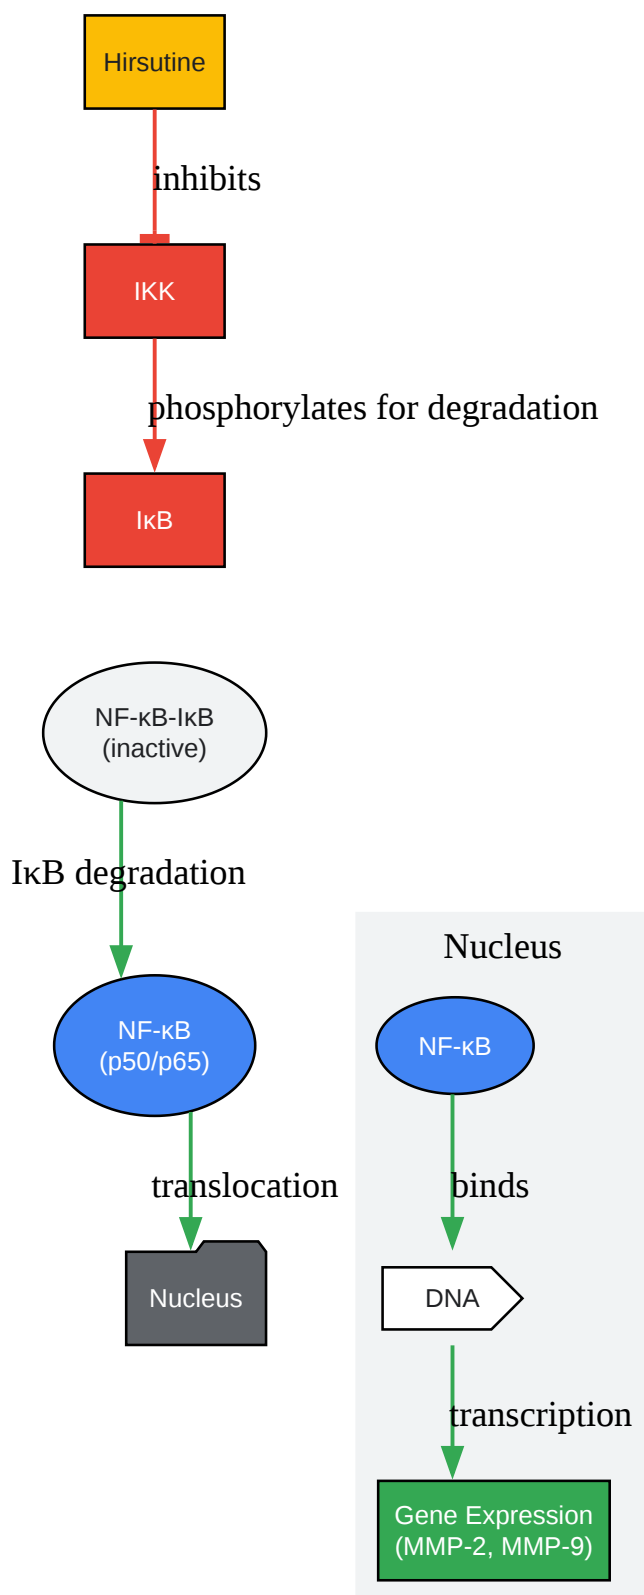 Hirsutine
inhibits
IKK
phosphorylates for degradation
IκB
NF-κB-IκB
(inactive)
IκB degradation
NF-κB
(p50/p65)
translocation
Nucleus
Nucleus
NF-κB
binds
DNA
transcription
Gene Expression
(MMP-2, MMP-9)